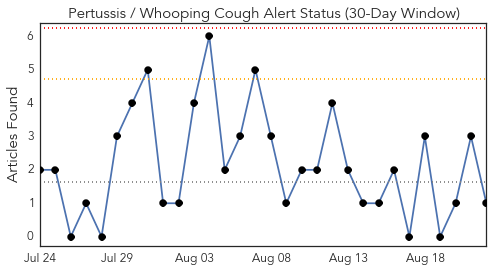 Pertussis / Whooping Cough Alert Status (30-Day Window)
Articles Found
6
5
4
3
2
1
0
Jul 24 Jul 29 Aug 03 Aug 08 Aug 13 Aug 18